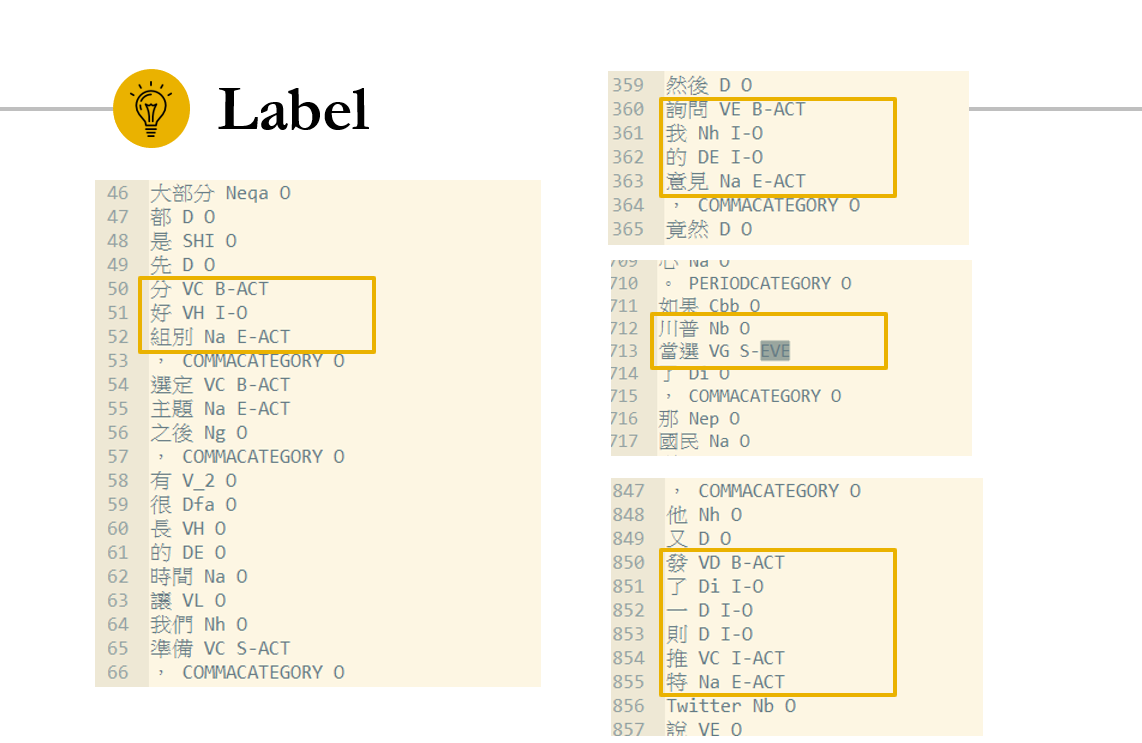 Label
46 大部分 Neqa O
47 都 D O
48 是 SHI O
49 先 D O
50 分 VC B-ACT
51 好 VH I-O
52 組別 Na E-ACT
53 , COMMACATEGORY O
54 選定 VC B-ACT
55 主題 Na E-ACT
56 之後 Ng O
57 , COMMACATEGORY O
58 有 V_2 O
59 很 Dfa O
60 長 VH O
61 的 DE O
62 時間 Na O
63 讓 VL O
64 我們 Nh O
65 準備 VC S-ACT
66 , COMMACATEGORY O
359 然後 D O
360 詢問 VE B-ACT
361 我 Nh I-O
362 的 DE I-O
363 意見 Na E-ACT
364 , COMMACATEGORY O
365 竟然 D O
709 心 Na O
710 。 PERIODCATEGORY O
711 如果 Cbb O
712 川普 Nb O
713 當選 VG S-EVE
714 了 Di O
715 , COMMACATEGORY O
716 那 Nep O
717 國民 Na O
847 , COMMACATEGORY O
848 他 Nh O
849 又 D O
850 發 VD B-ACT
851 了 Di I-O
852 一 D I-O
853 則 D I-O
854 推 VC I-ACT
855 特 Na E-ACT
856 Twitter Nb O
857 說 VE O